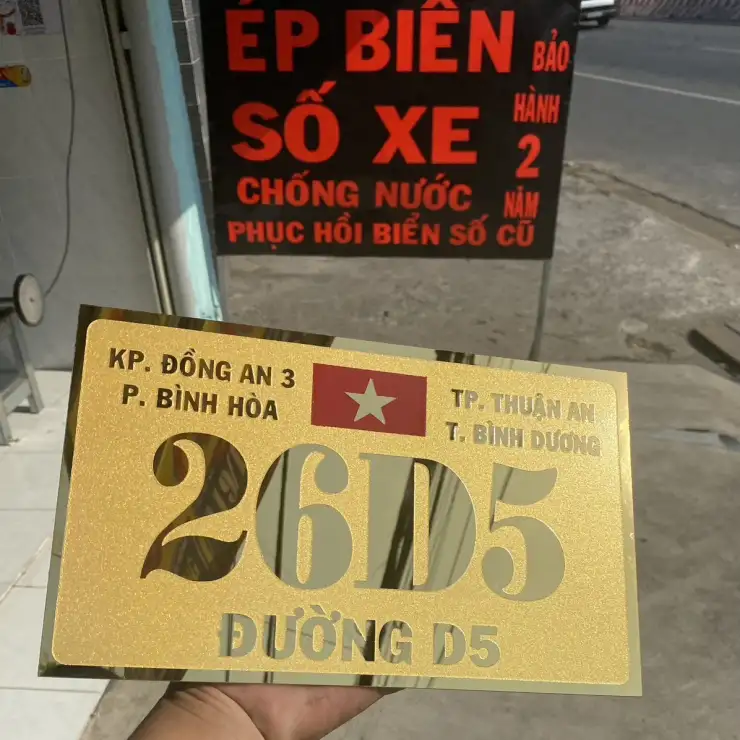 ÉP BIỂN
SỐ XE
CHỐNG NƯỚC
PHỤC HỒI BIỂN SỐ CŨ
BẢO
HÀNH
2
NĂM
KP. ĐỒNG AN 3
P. BÌNH HÒA
TP. THUẬN AN
T. BÌNH DƯƠNG
26D5
ĐƯỜNG D5